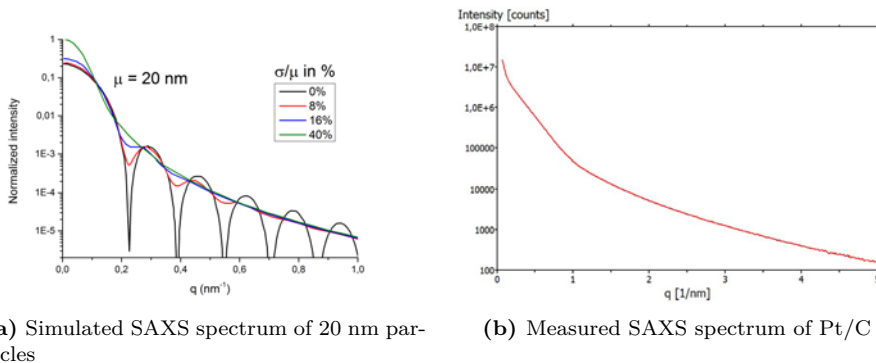 Normalized intensity
1
0,1
0,01
1E-3
1E-4
1E-5
0,0
0,2
0,4
0,6
0,8
1,0
q (nm⁻¹)
μ = 20 nm
σ/μ in %
0%
8%
16%
40%
Intensity [counts]
1,0E+8
1,0E+7
1,0E+6
100000
10000
1000
100
0
1
2
3
4
q [1/nm]
a) Simulated SAXS spectrum of 20 nm par-
cles
(b) Measured SAXS spectrum of Pt/C